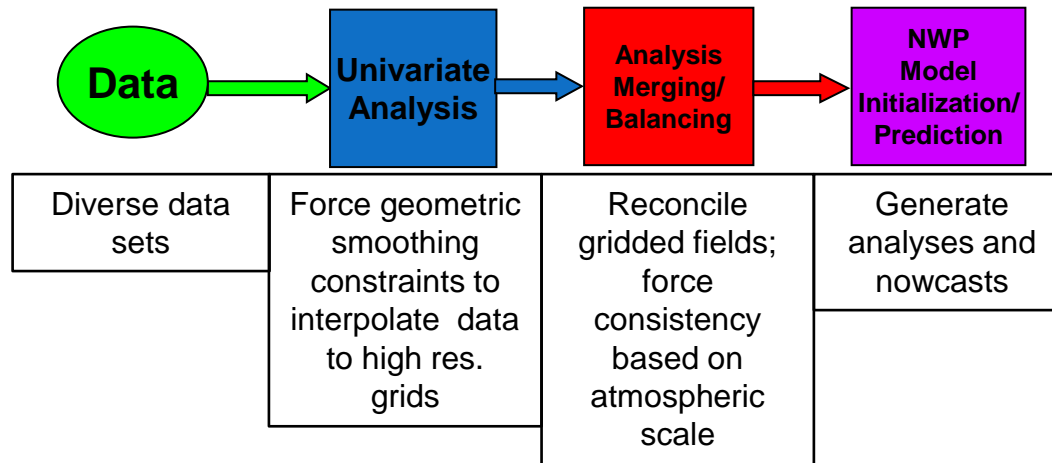 Data
Univariate
Analysis
Analysis
Merging/
Balancing
NWP
Model
Initialization/
Prediction
Diverse data
sets
Force geometric
smoothing
constraints to
interpolate data
to high res.
grids
Reconcile
gridded fields;
force
consistency
based on
atmospheric
scale
Generate
analyses and
nowcasts